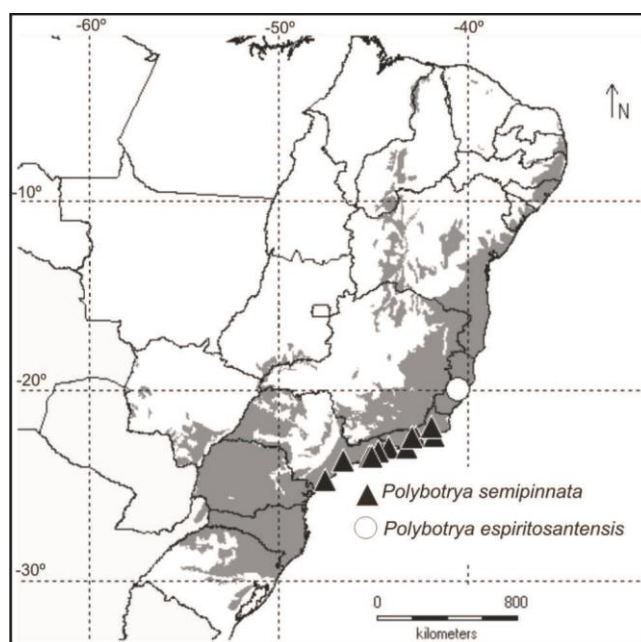 -60º -50º -40º
N
-10º
-20º
Polybotrya semipinnata
Polybotrya espiritosantensis
-30º
0 800
kilometers